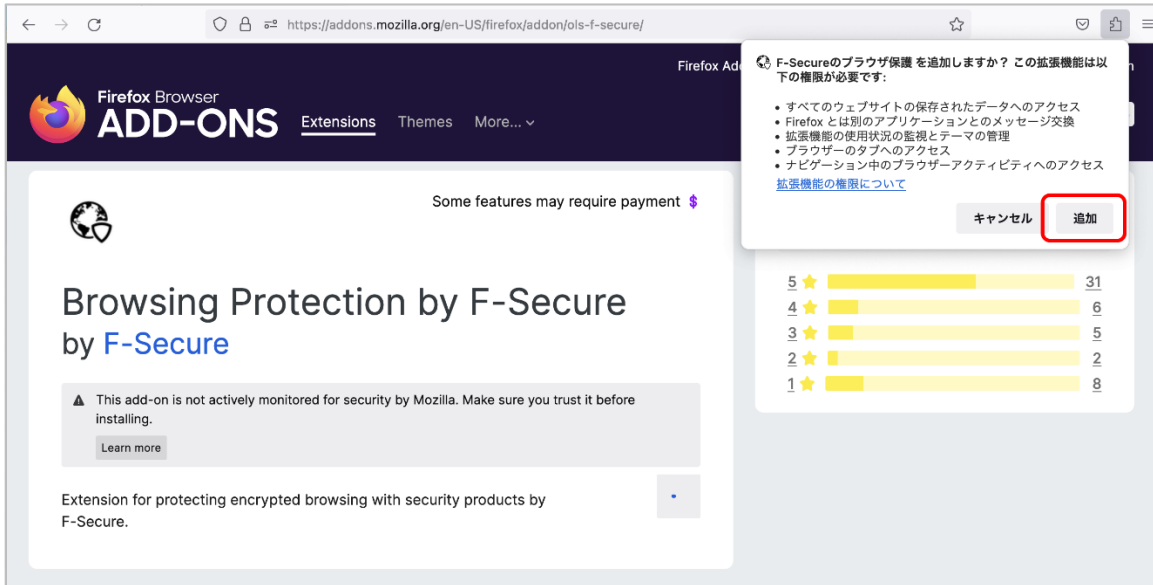 https://addons.mozilla.org/en-US/firefox/addon/ols-f-secure/
Firefox Ad
Firefox Browser
ADD-ONS
Extensions
Themes
More...
F-Secureのブラウザ保護 を追加しますか？ この拡張機能は以
下の権限が必要です:
• すべてのウェブサイトの保存されたデータへのアクセス
• Firefox とは別のアプリケーションとのメッセージ交換
• 拡張機能の使用状況の監視とテーマの管理
• ブラウザーのタブへのアクセス
• ナビゲーション中のブラウザーアクティビティへのアクセス
拡張機能の権限について
キャンセル
追加
Some features may require payment $
Browsing Protection by F-Secure
by F-Secure
This add-on is not actively monitored for security by Mozilla. Make sure you trust it before
installing.
Learn more
Extension for protecting encrypted browsing with security products by
F-Secure.
5 31
4 6
3 5
2 2
1 8